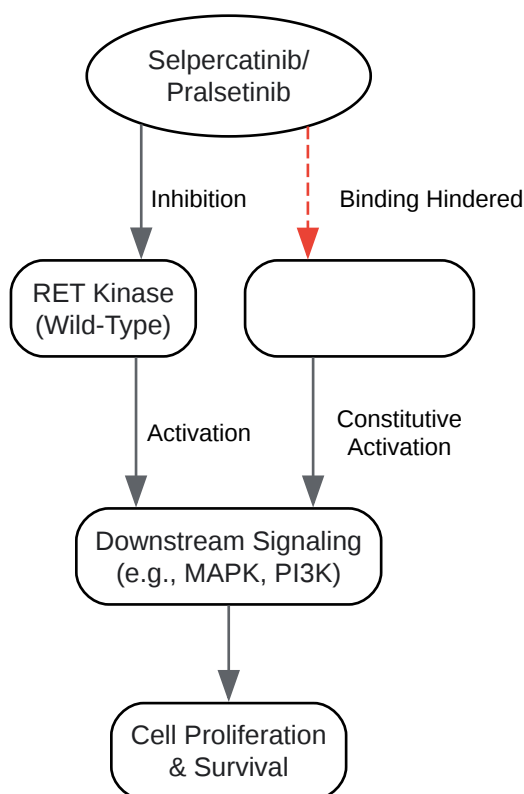 Selpercatinib/
Pralsetinib
Inhibition
Binding Hindered
RET Kinase
(Wild-Type)
Activation
Constitutive
Activation
Downstream Signaling
(e.g., MAPK, PI3K)
Cell Proliferation
& Survival